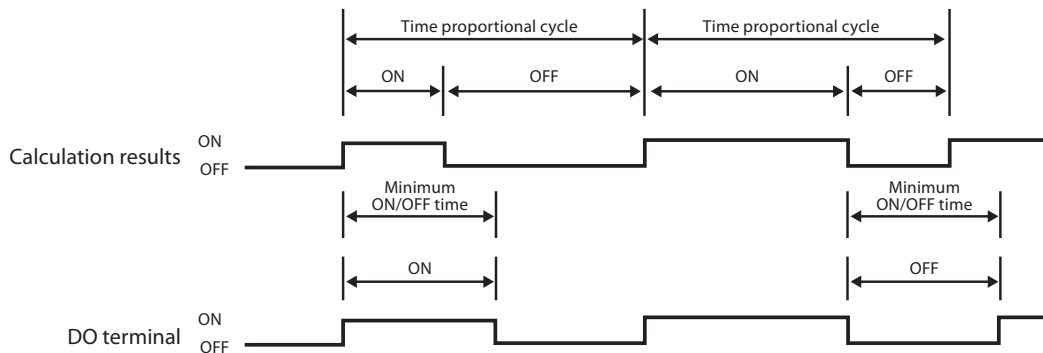 Time proportional cycle Time proportional cycle
ON OFF ON OFF
ON
Calculation results
OFF
Minimum
ON/OFF time
Minimum
ON/OFF time
ON OFF
ON
DO terminal
OFF